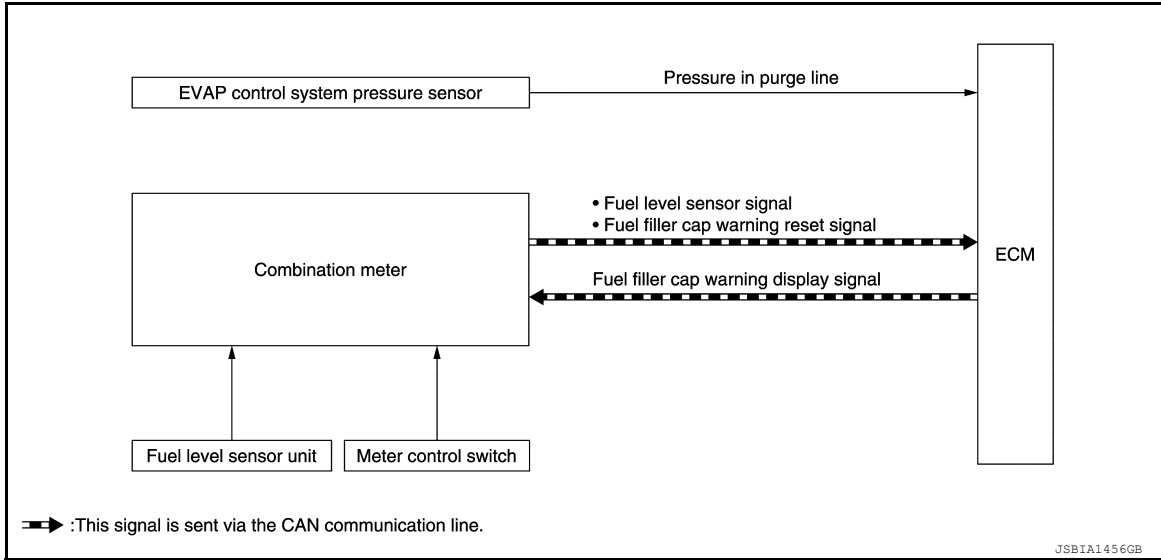 EVAP control system pressure sensor
Pressure in purge line
• Fuel level sensor signal
• Fuel filler cap warning reset signal
Combination meter
ECM
Fuel filler cap warning display signal
Fuel level sensor unit
Meter control switch
:This signal is sent via the CAN communication line.
JSBIA1456GB